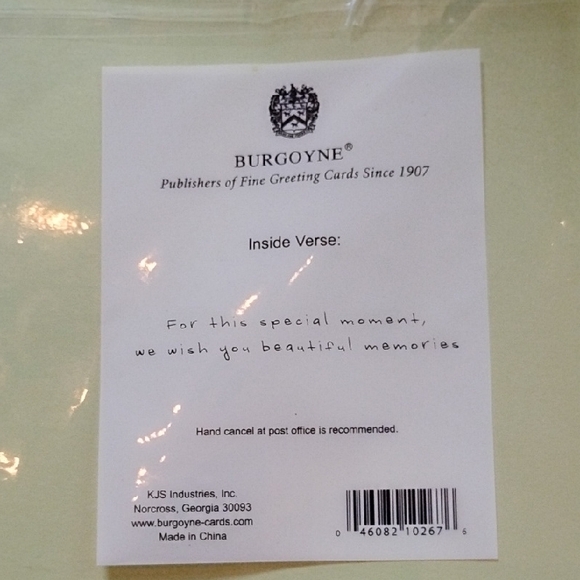 BURGOYNE®
Publishers of Fine Greeting Cards Since 1907
Inside Verse:
For this special moment,
we wish you beautiful memories
Hand cancel at post office is recommended.
KJS Industries, Inc.
Norcross, Georgia 30093
www.burgoyne-cards.com
Made in China
0 46082 10267 6